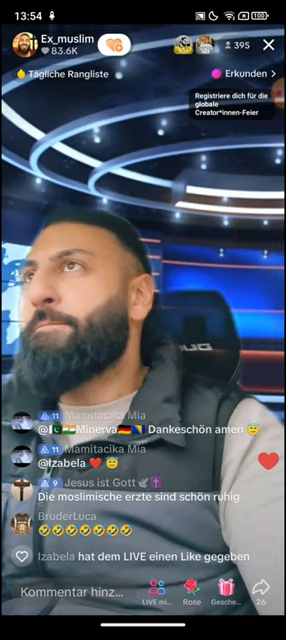 13:54
100
Ex_muslim
83.6K
395
Tägliche Rangliste
Erkunden >
Registriere dich für die
globale
Creator*innen-Feier
11 Mamitacika Mia
@🇵🇰🇮🇳Minerva🇩🇪🇧🇦 Dankeschön amen 😇
11 Mamitacika Mia
@Izabela ❤️ 😇
9 Jesus ist Gott🕊✝️
Die moslimische erzte sind schön ruhig
BruderLuca
🤣🤣🤣🤣🤣🤣🤣
Izabela hat dem LIVE einen Like gegeben
Kommentar hinz...
LIVE mi...
Rose
Gesche...
26